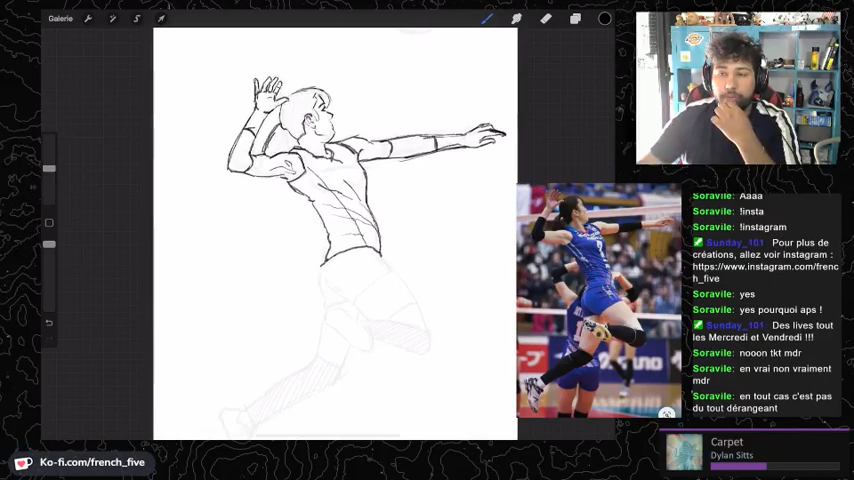 Galerie
Soravile: Aaaa
Soravile: !insta
Soravile: !instagram
Sunday_101 Pour plus de
créations, allez voir instagram :
https://www.instagram.com/frenc
h_five
Soravile: yes
Soravile: yes pourquoi aps !
Sunday_101: Des lives tout
les Mercredi et Vendredi !!!
Soravile: nooon tkt mdr
Soravile: en vrai non vraiment
mdr
Soravile: en tout cas c'est pas
du tout dérangeant
Carpet
Dylan Sitts
Ko-fi.com/french_five